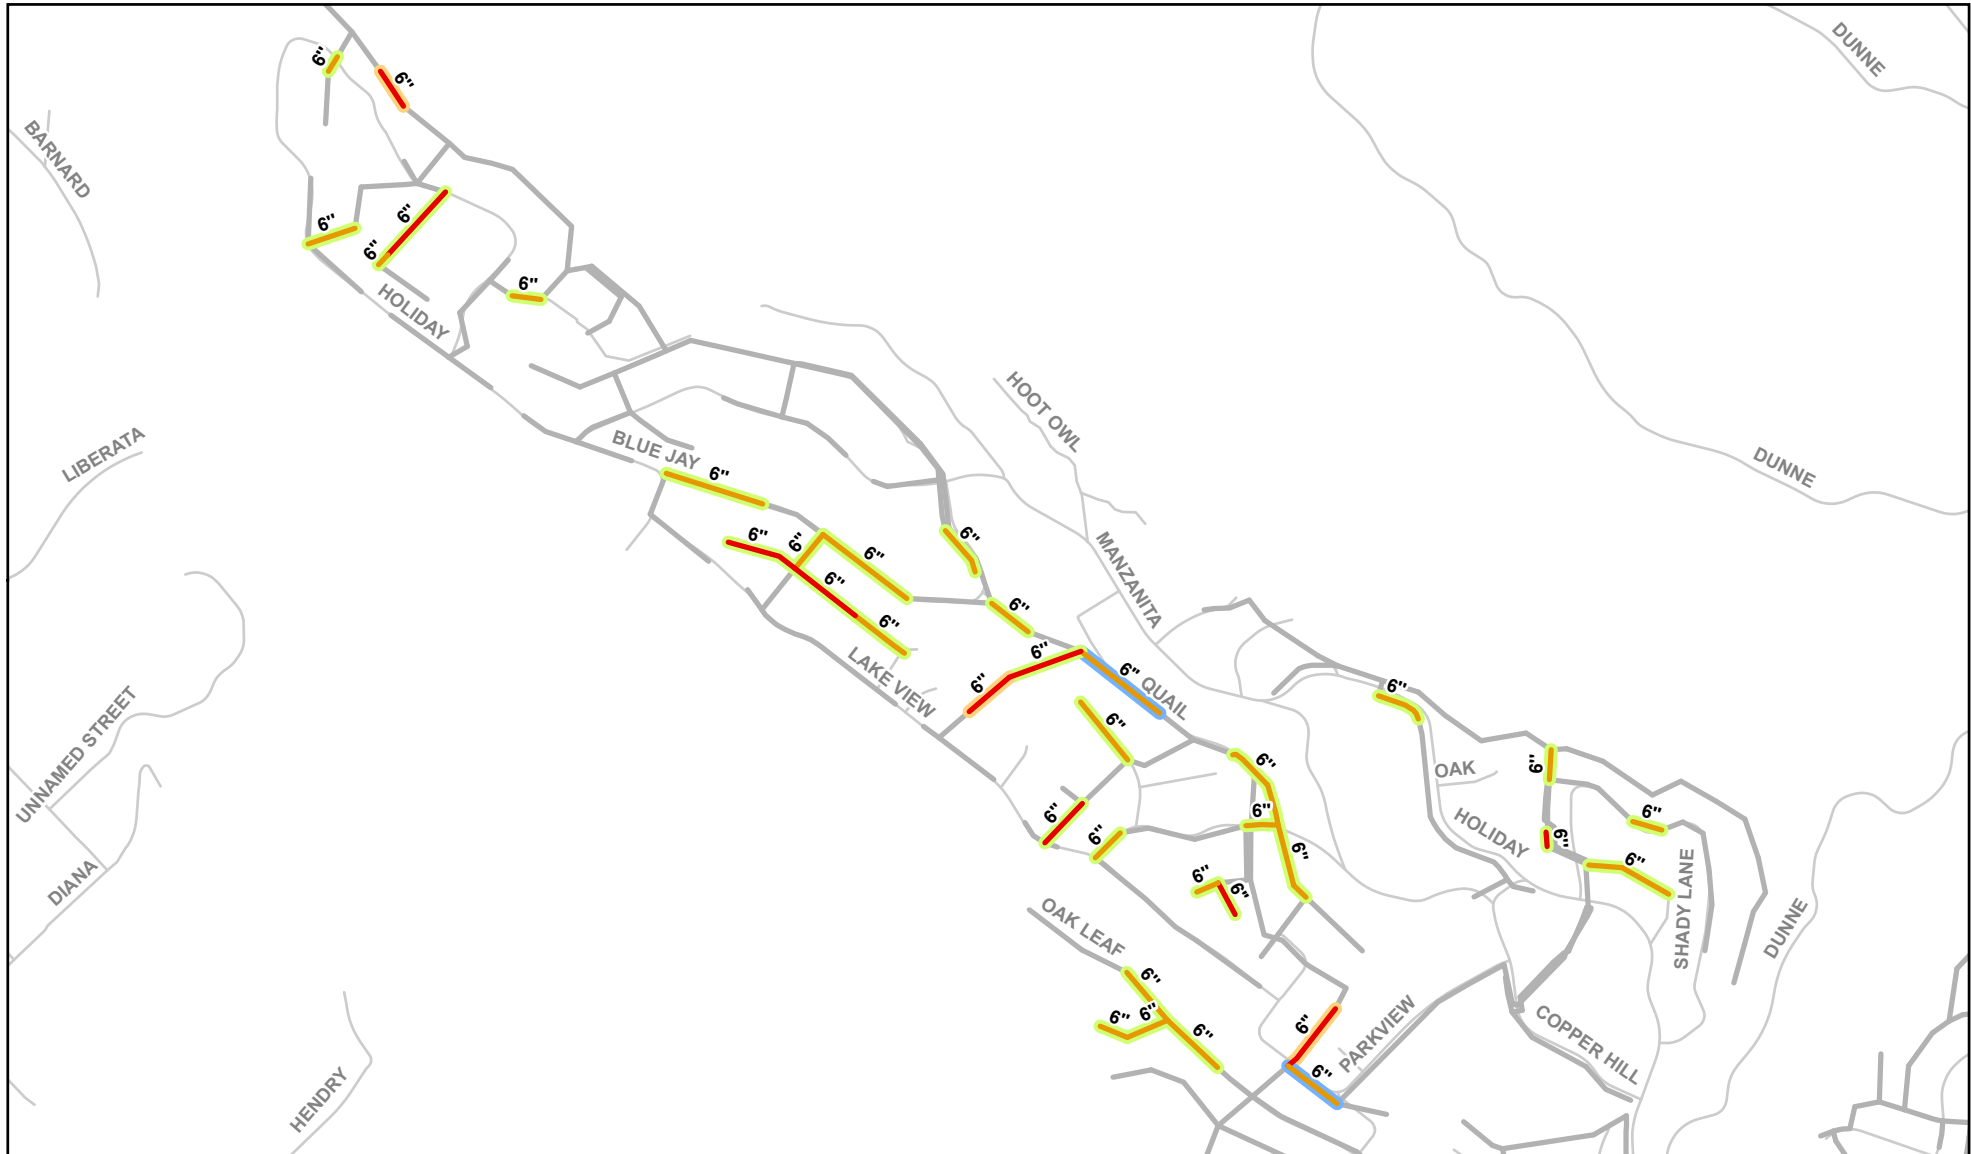 DUNNE
6"
6"
BARNARD
6"
6"
6"
HOLIDAY
6"
HOOT OWL
BLUE JAY
LIBERATA
6"
DUNNE
6"
6"
6"
6"
6"
6"
MANZANITA
6"
6"
LAKE VIEW
6"
6"
QUAIL
6"
6"
UNNAMED STREET
6"
6"
OAK
6"
HOLIDAY
6"
6"
6"
6"
6"
6"
6"
6"
6"
SHADY LANE
DIANA
OAK LEAF
DUNNE
6"
6"
6"
6"
6"
PARKVIEW
COPPER HILL
6"
HENDRY